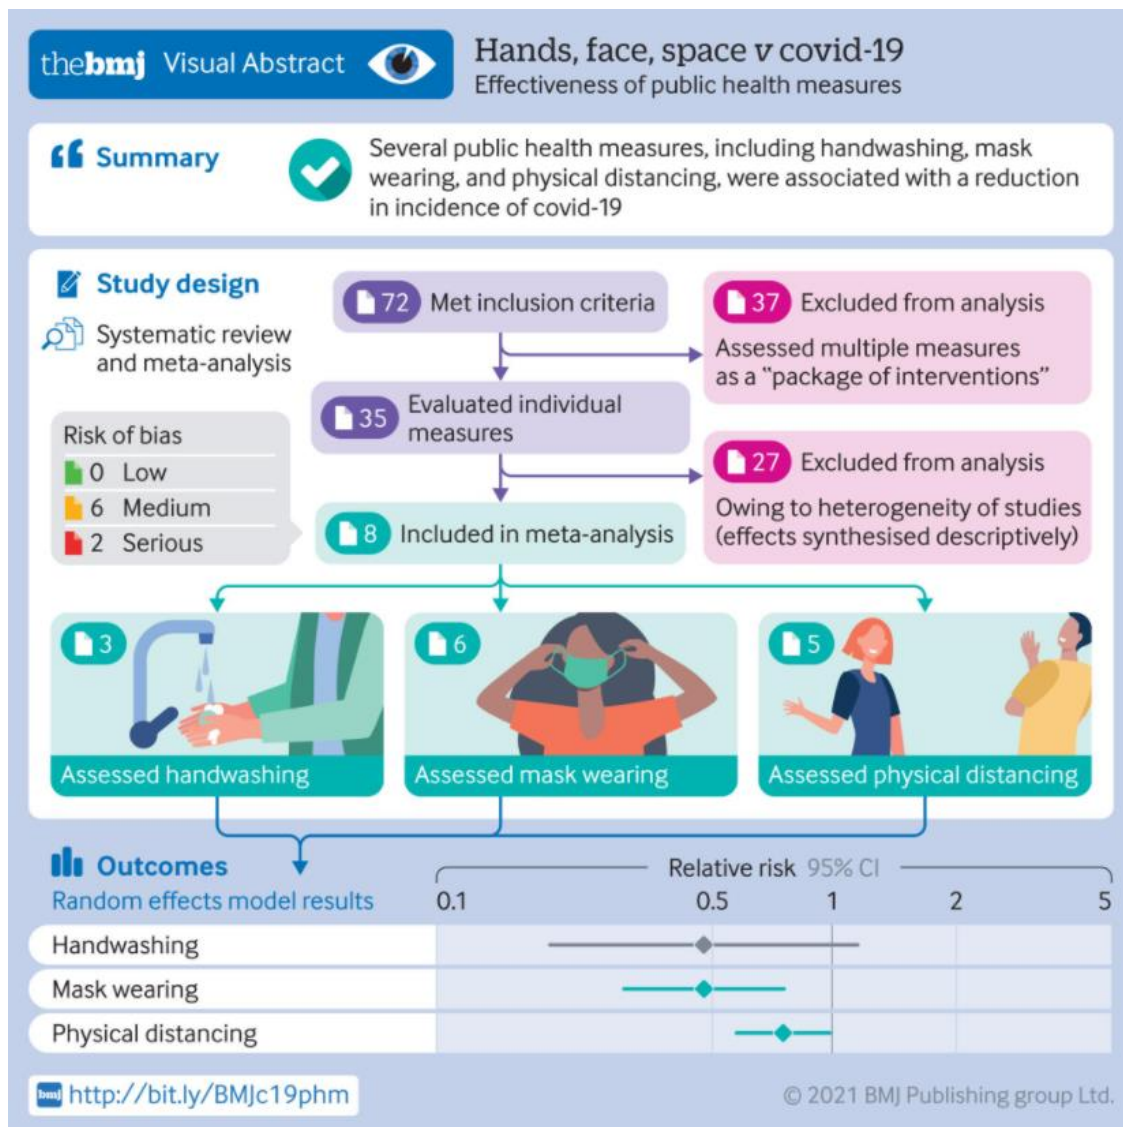 thebmj Visual Abstract
Hands, face, space v covid-19
Effectiveness of public health measures
Summary
Several public health measures, including handwashing, mask
wearing, and physical distancing, were associated with a reduction
in incidence of covid-19
Study design
Systematic review
and meta-analysis
72 Met inclusion criteria
37 Excluded from analysis
Assessed multiple measures
as a "package of interventions"
35 Evaluated individual
measures
27 Excluded from analysis
Owing to heterogeneity of studies
(effects synthesised descriptively)
Risk of bias
0 Low
6 Medium
2 Serious
8 Included in meta-analysis
3
Assessed handwashing
6
Assessed mask wearing
5
Assessed physical distancing
Outcomes
Random effects model results
Relative risk 95% CI
0.1 0.5 1 2 5
Handwashing
Mask wearing
Physical distancing
bmj http://bit.ly/BMJc19phm
© 2021 BMJ Publishing group Ltd.